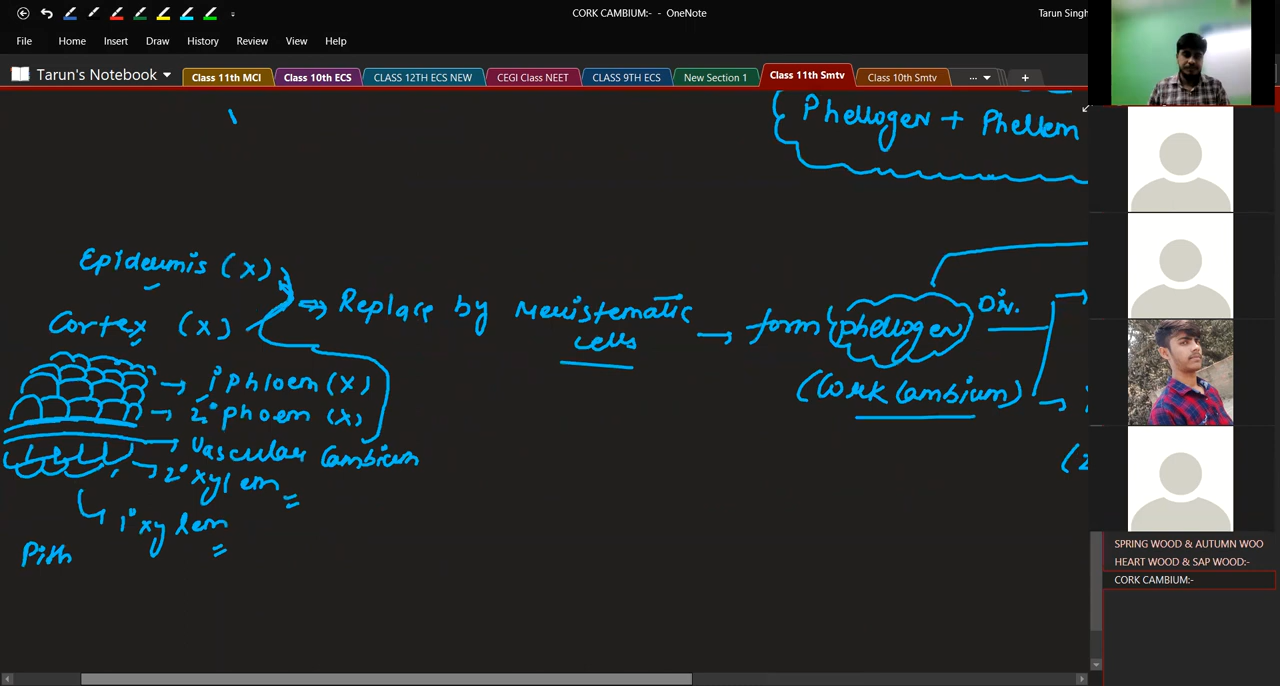 CORK CAMBIUM:- - OneNote
Tarun Singh
File Home Insert Draw History Review View Help
Tarun's Notebook
Class 11th MCI
Class 10th ECS
CLASS 12TH ECS NEW
CEGI Class NEET
CLASS 9TH ECS
New Section 1
Class 11th Smtv
Class 10th Smtv
...
+
Phellogen + Phellem
Epidermis (x)
Cortex (x)
1° phloem (x)
2° phoem (x)
Vascular Cambium
2° xylem
1° xylem
Pith
Replace by Meristematic
cells
form phellogen
(Cork Cambium)
Div.
(2
SPRING WOOD & AUTUMN WOO
HEART WOOD & SAP WOOD:-
CORK CAMBIUM:-